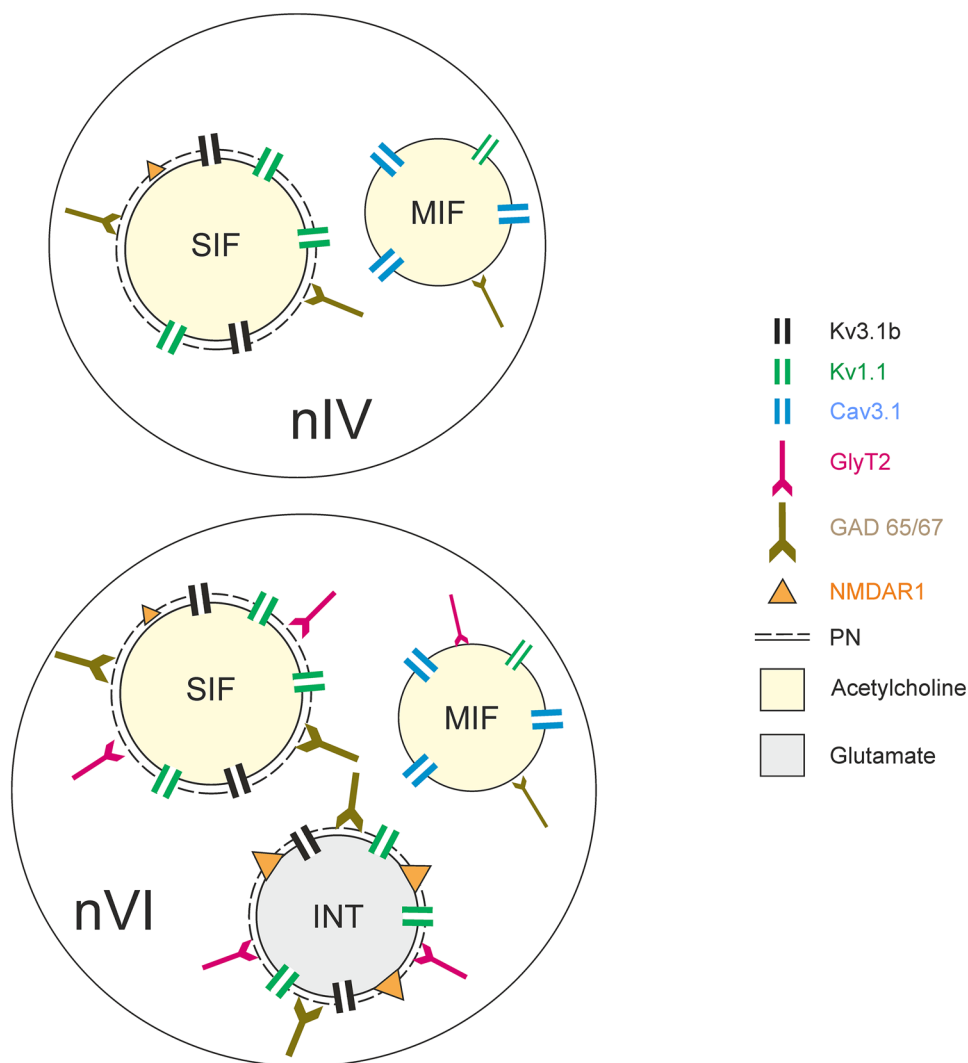 SIF
MIF
nIV
Kv3.1b
Kv1.1
Cav3.1
GlyT2
GAD 65/67
NMDAR1
PN
Acetylcholine
Glutamate
SIF
MIF
nVI
INT